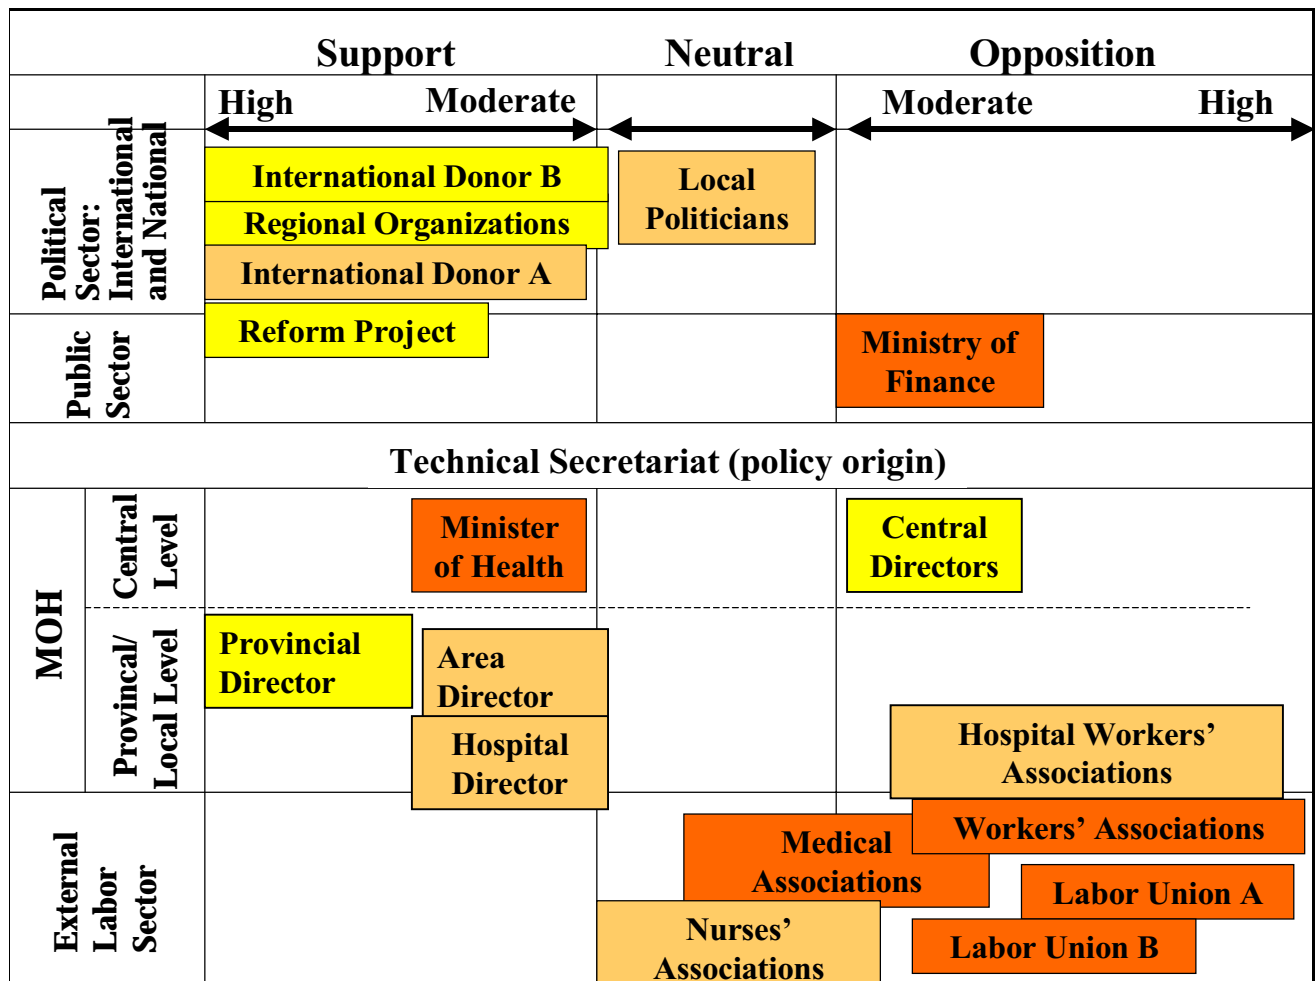 Support
Neutral
Opposition
High
Moderate
Moderate
High
Political
Sector:
International
and National
International Donor B
Regional Organizations
International Donor A
Local
Politicians
Public
Sector
Reform Project
Ministry of
Finance
Technical Secretariat (policy origin)
MOH
Central
Level
Minister
of Health
Central
Directors
Provincal/
Local Level
Provincial
Director
Area
Director
Hospital
Director
Hospital Workers’
Associations
External
Labor
Sector
Workers’ Associations
Medical
Associations
Labor Union A
Nurses’
Associations
Labor Union B